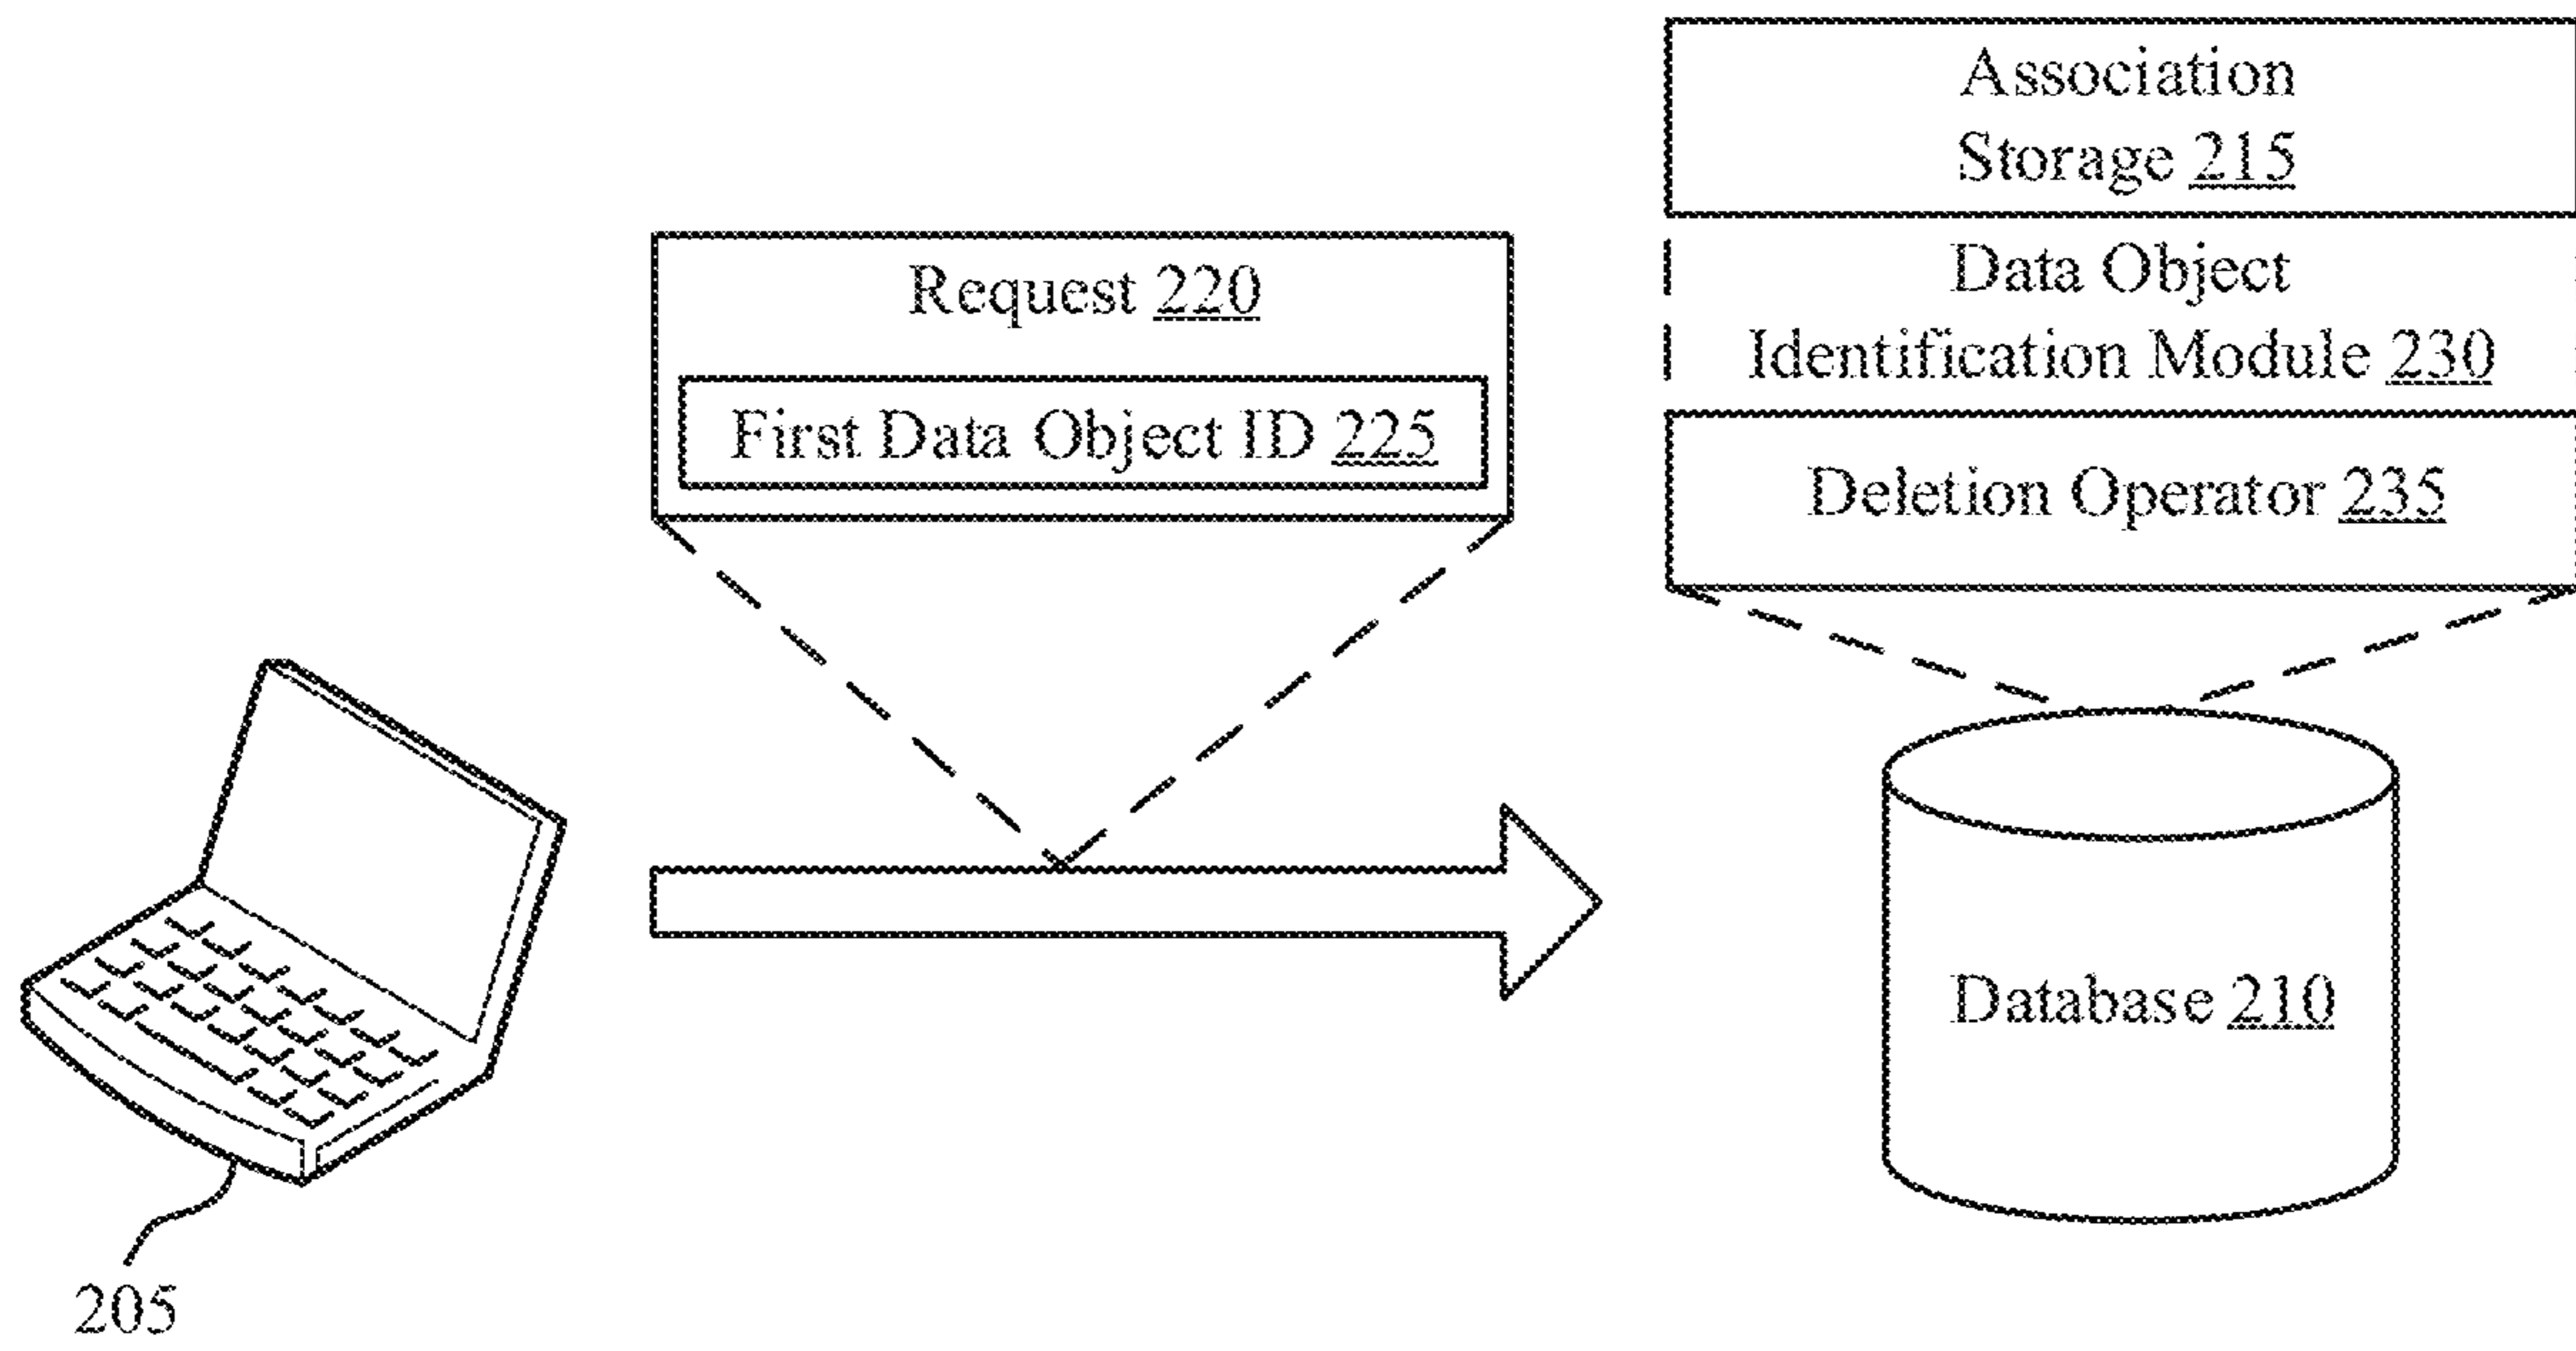 Association
Storage 215
Request 220
Data Object
Identification Module 230
First Data Object ID 225
Deletion Operator 235
Database 210
205